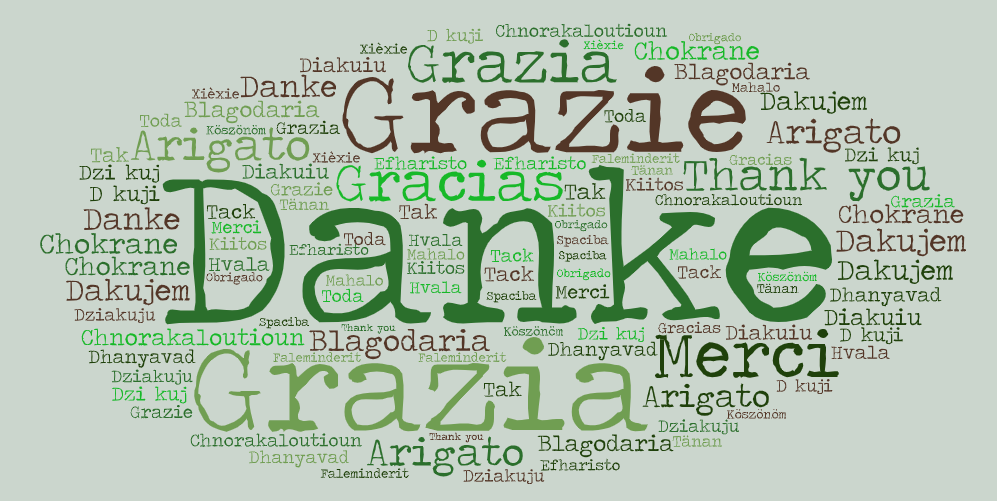 Chnorakaloutioun
D kuji
Obrigado
Xièxie
Xièxie
Chokrane
Grazia
Diakuiu
Blagodaria
Danke
Grazie
Mahalo
Xièxie
Dakujem
Blagodaria
Toda
Toda
Köszönöm
Grazia
Arigato
Arigato
Tak
Xièxie
Efharisto
Efharisto
Faleminderit
Gracias
Dzi kuj
Dzi kuj
Diakuiu
Gracias
Tänan
Thank you
D kuji
Grazie
Tak
Kiitos
Tänan
Chnorakaloutioun
Grazia
Danke
Danke
Tack
Tak
Kiitos
Chokrane
Merci
Obrigado
Chokrane
Kiitos
Toda
Hvala
Spaciba
Dakujem
Efharisto
Mahalo
Tack
Spaciba
Mahalo
Chokrane
Hvala
Kiitos
Tack
Obrigado
Tack
Dakujem
Obrigado
Mahalo
Köszönöm
Dakujem
Toda
Hvala
Spaciba
Merci
Tänan
Dhanyavad
Dziakuju
Spaciba
Thank you
Köszönöm
Dzi kuj
Gracias
Diakuiu
Diakuiu
Chnorakaloutioun
Blagodaria
D kuji
Dhanyavad
Faleminderit
Faleminderit
Dhanyavad
Merci
Hvala
Dziakuju
Grazia
Tak
D kuji
Dzi kuj
Arigato
Grazie
Köszönöm
Dziakuju
Chnorakaloutioun
Thank you
Blagodaria
Tänan
Dhanyavad
Arigato
Efharisto
Faleminderit
Dziakuju